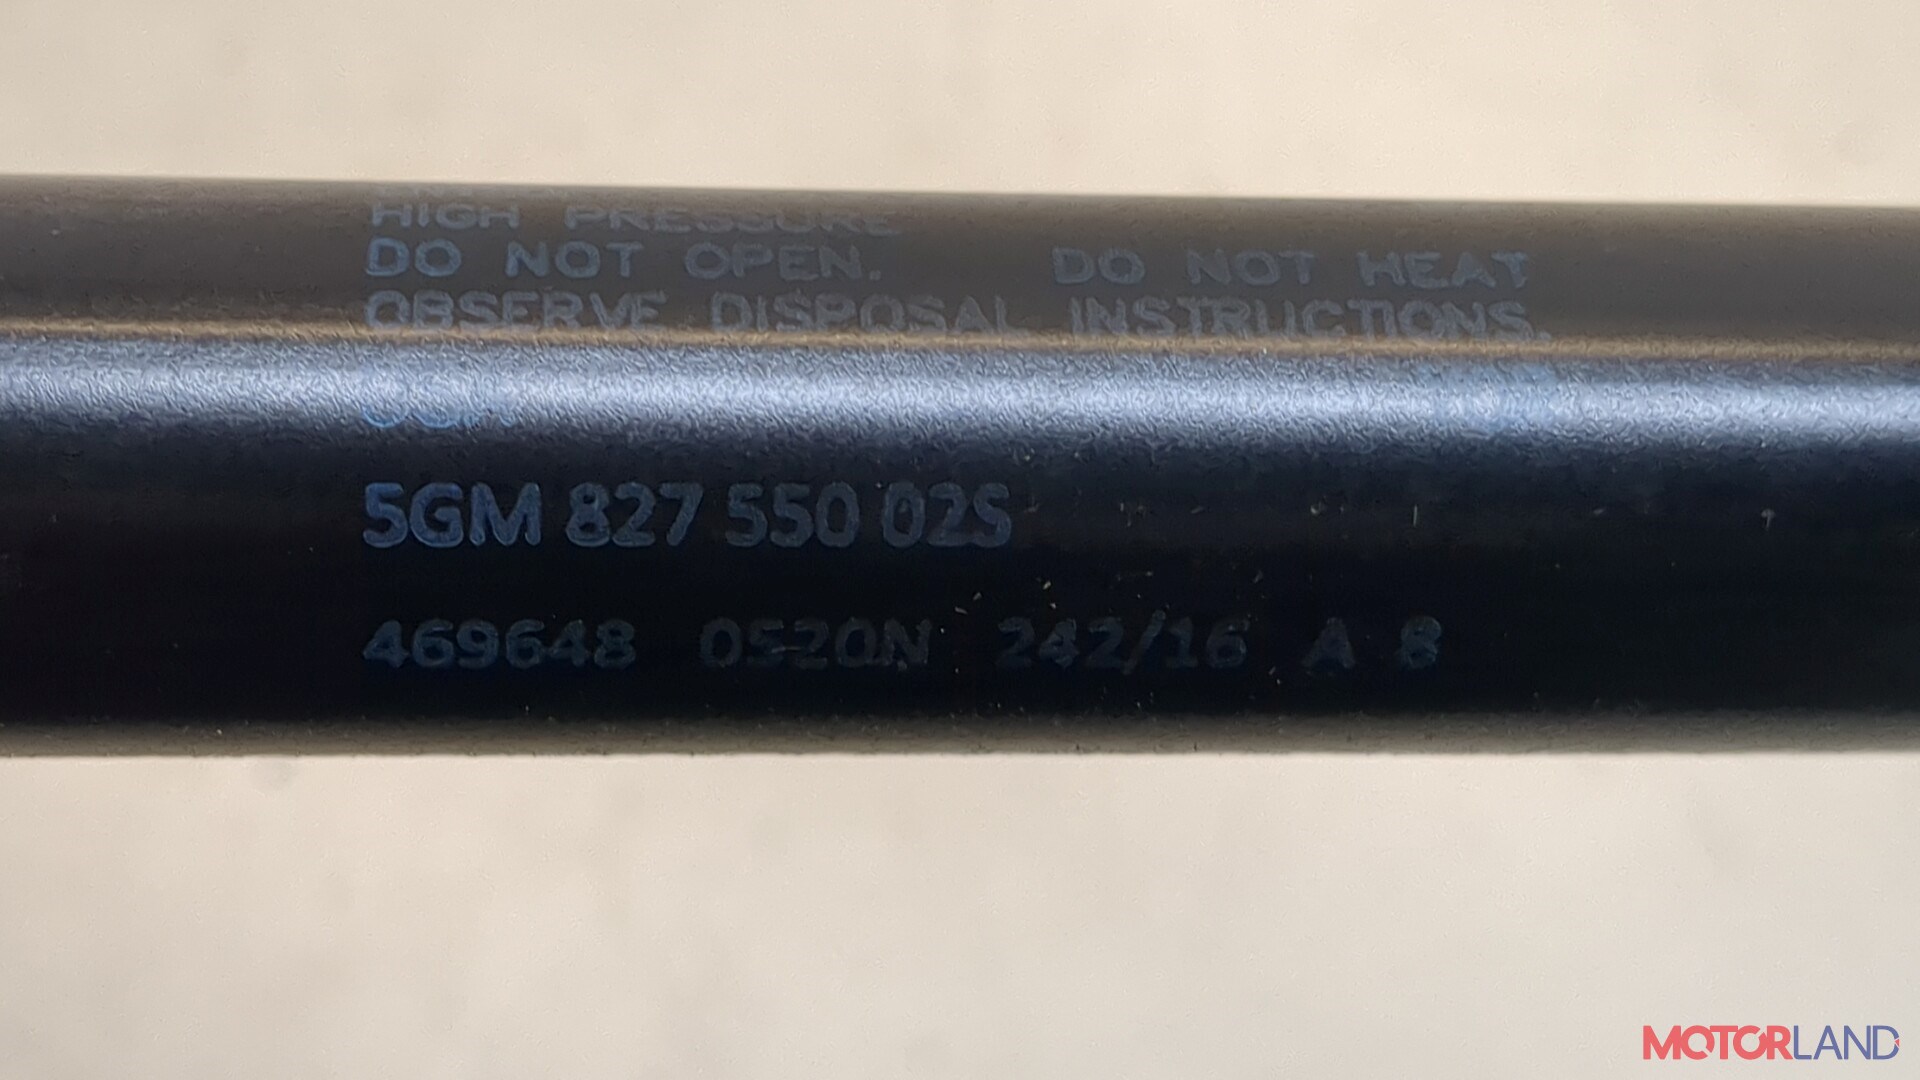 HIGH PRESSURE
DO NOT OPEN. DO NOT HEAT
OBSERVE DISPOSAL INSTRUCTIONS.
5GM 827 550 02S
469648 0520N 242/16 A 8
MOTORLAND